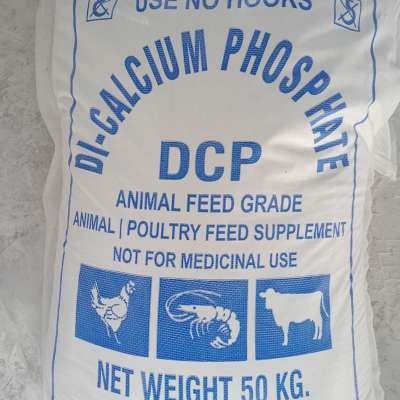 USE NO HOOKS
DI-CALCIUM PHOSPHATE
DCP
ANIMAL FEED GRADE
ANIMAL | POULTRY FEED SUPPLEMENT
NOT FOR MEDICINAL USE
NET WEIGHT 50 KG.